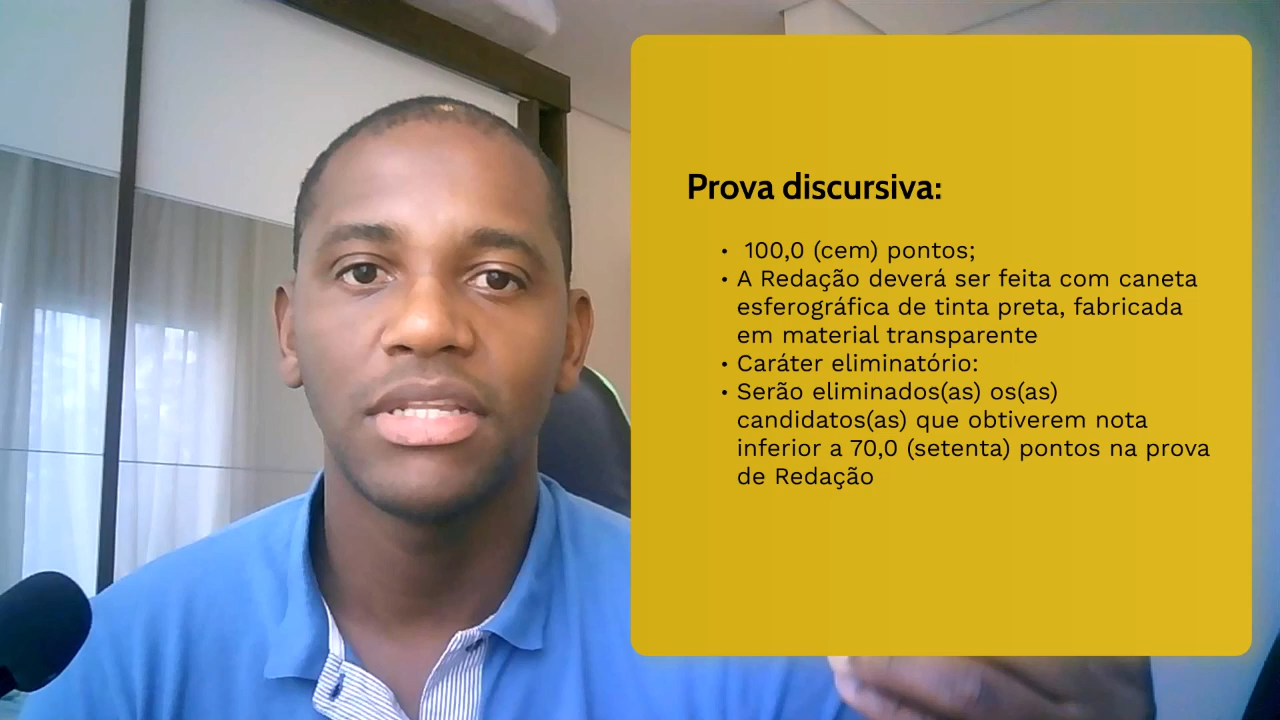 Prova discursiva:
• 100,0 (cem) pontos;
• A Redação deverá ser feita com caneta
esferográfica de tinta preta, fabricada
em material transparente
• Caráter eliminatório:
• Serão eliminados(as) os(as)
candidatos(as) que obtiverem nota
inferior a 70,0 (setenta) pontos na prova
de Redação